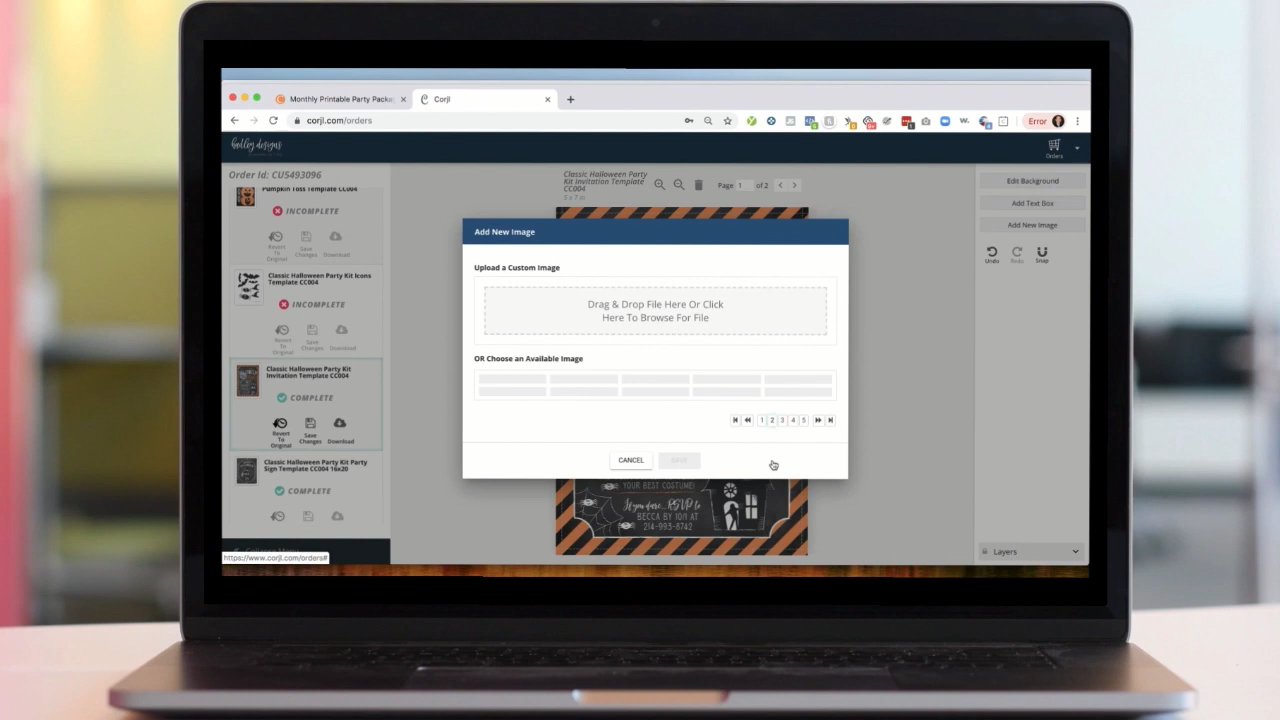 Monthly Printable Party Packa
Corjl
corjl.com/orders
Error
holley designs
Orders
Order Id: CU5493096
Pumpkin Toss Template CC004
INCOMPLETE
Revert To Original
Save Changes
Download
Classic Halloween Party Kit Icons
Template CC004
INCOMPLETE
Revert To Original
Save Changes
Download
Classic Halloween Party Kit
Invitation Template CC004
COMPLETE
Revert To Original
Save Changes
Download
Classic Halloween Party Kit Party
Sign Template CC004 16x20
COMPLETE
https://www.corjl.com/orders#
Classic Halloween Party
Kit Invitation Template
CC004
5 x 7 in
Page 1 of 2
Add New Image
Upload a Custom Image
Drag & Drop File Here Or Click
Here To Browse For File
OR Choose an Available Image
1 2 3 4 5
CANCEL
SAVE
YOUR BEST COSTUME!
If you dare... RSVP to
BECCA BY 10/1 AT
214-993-8742
Edit Background
Add Text Box
Add New Image
Undo
Redo
Snap
Layers